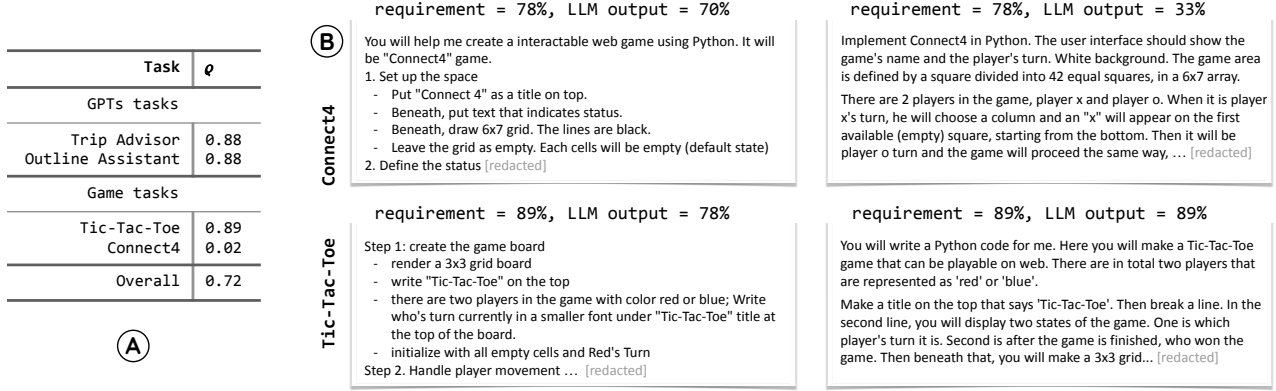 Task ρ
GPTs tasks
Trip Advisor 0.88
Outline Assistant 0.88
Game tasks
Tic-Tac-Toe 0.89
Connect4 0.02
Overall 0.72
A
B
Connect4
requirement = 78%, LLM output = 70%
You will help me create a interactable web game using Python. It will
be "Connect4" game.
1. Set up the space
- Put "Connect 4" as a title on top.
- Beneath, put text that indicates status.
- Beneath, draw 6x7 grid. The lines are black.
- Leave the grid as empty. Each cells will be empty (default state)
2. Define the status [redacted]
requirement = 78%, LLM output = 33%
Implement Connect4 in Python. The user interface should show the
game's name and the player's turn. White background. The game area
is defined by a square divided into 42 equal squares, in a 6x7 array.
There are 2 players in the game, player x and player o. When it is player
x's turn, he will choose a column and an "x" will appear on the first
available (empty) square, starting from the bottom. Then it will be
player o turn and the game will proceed the same way, … [redacted]
Tic-Tac-Toe
requirement = 89%, LLM output = 78%
Step 1: create the game board
- render a 3x3 grid board
- write "Tic-Tac-Toe" on the top
- there are two players in the game with color red or blue; Write
who's turn currently in a smaller font under "Tic-Tac-Toe" title at
the top of the board.
- initialize with all empty cells and Red's Turn
Step 2. Handle player movement … [redacted]
requirement = 89%, LLM output = 89%
You will write a Python code for me. Here you will make a Tic-Tac-Toe
game that can be playable on web. There are in total two players that
are represented as 'red' or 'blue'.
Make a title on the top that says 'Tic-Tac-Toe'. Then break a line. In the
second line, you will display two states of the game. One is which
player's turn it is. Second is after the game is finished, who won the
game. Then beneath that, you will make a 3x3 grid... [redacted]